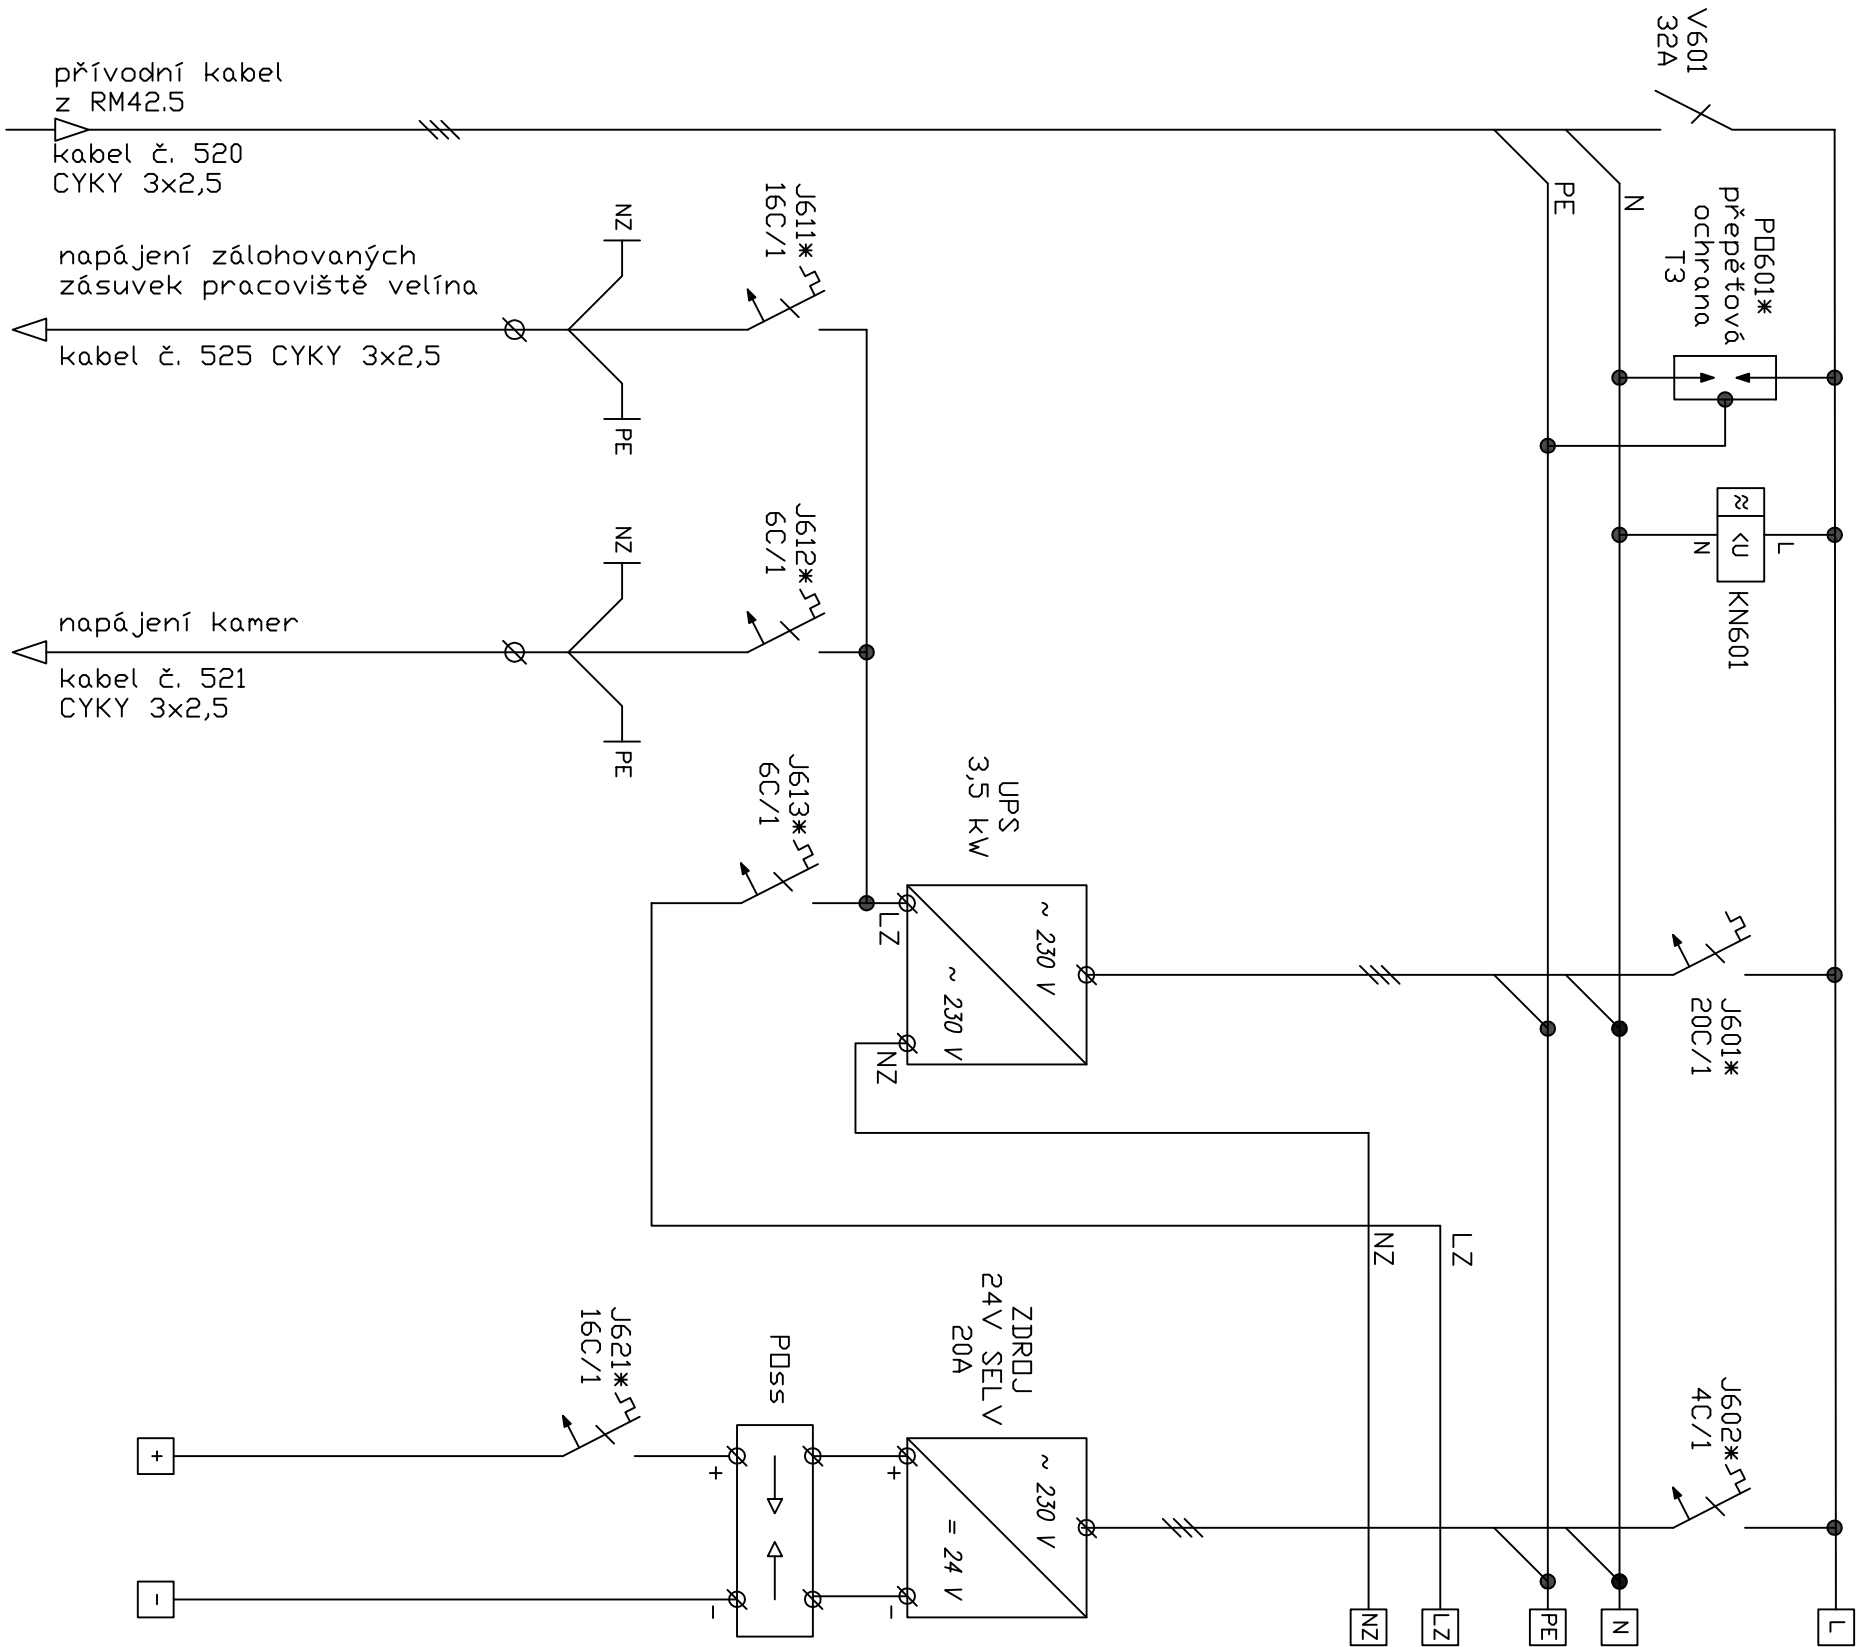 přívodní kabel
z RM42.5
kabel č. 520
CYKY 3x2,5
napájení zálohovaných
zásuvek pracoviště velína
kabel č. 525 CYKY 3x2,5
napájení kamer
kabel č. 521
CYKY 3x2,5
V601
32A
PE
N
PO601*
přepěťová
ochrana
T3
≈
<U
L
N
KN601
J611*
16C/1
NZ
PE
J612*
6C/1
NZ
PE
J613*
6C/1
UPS
3,5 kW
~ 230 V
~ 230 V
LZ
NZ
J601*
20C/1
LZ
NZ
J602*
4C/1
ZDROJ
24V SELV
20A
~ 230 V
= 24 V
+
-
POss
+
-
J621*
16C/1
+
-
NZ
LZ
PE
N
L